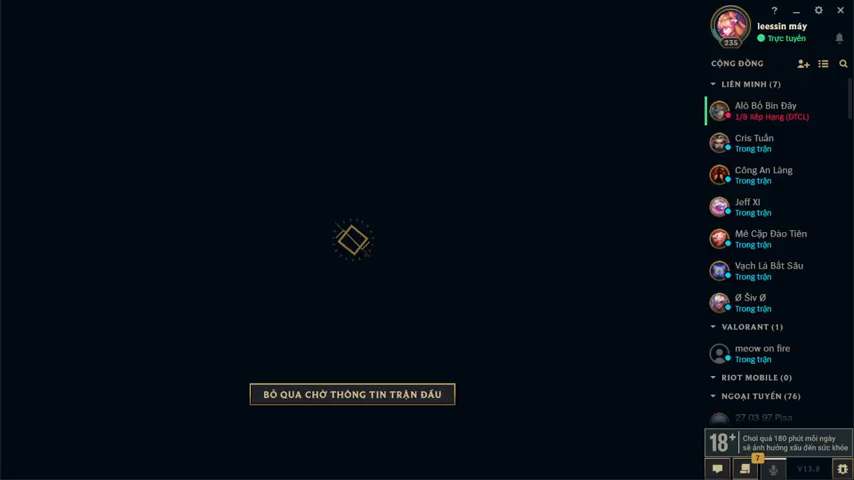 ?
leessin máy
235
Trực tuyến
CỘNG ĐỒNG
LIÊN MINH (7)
Alô Bố Bin Đây
1/8 Xếp Hạng (ĐTCL)
Cris Tuấn
Trong trận
Công An Làng
Trong trận
Jeff XI
Trong trận
Mê Cặp Đào Tiên
Trong trận
Vạch Lá Bắt Sâu
Trong trận
Ø Šiv Ø
Trong trận
VALORANT (1)
meow on fire
Trong trận
RIOT MOBILE (0)
NGOẠI TUYẾN (76)
27 03 97 Pisa
BỎ QUA CHỜ THÔNG TIN TRẬN ĐẤU
18+
Chơi quá 180 phút mỗi ngày
sẽ ảnh hưởng xấu đến sức khỏe
7
V13.8